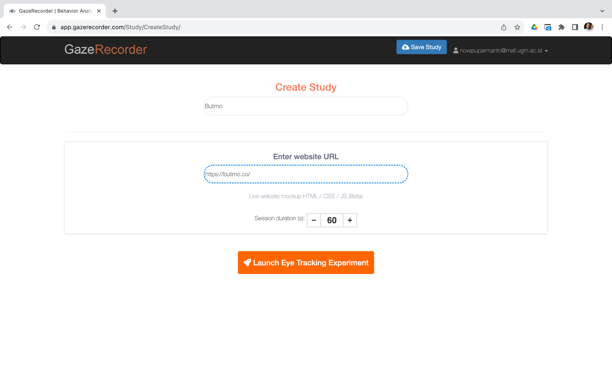 GazeRecorder | Behavior Anal
app.gazerecorder.com/Study/CreateStudy/
GazeRecorder
Save Study
novasuparmanto@mail.ugm.ac.id
Create Study
Butimo
Enter website URL
https://butimo.co/
Live website mockup HTML / CSS / JS (Beta)
Session duration (s):
− 60 +
Launch Eye Tracking Experiment